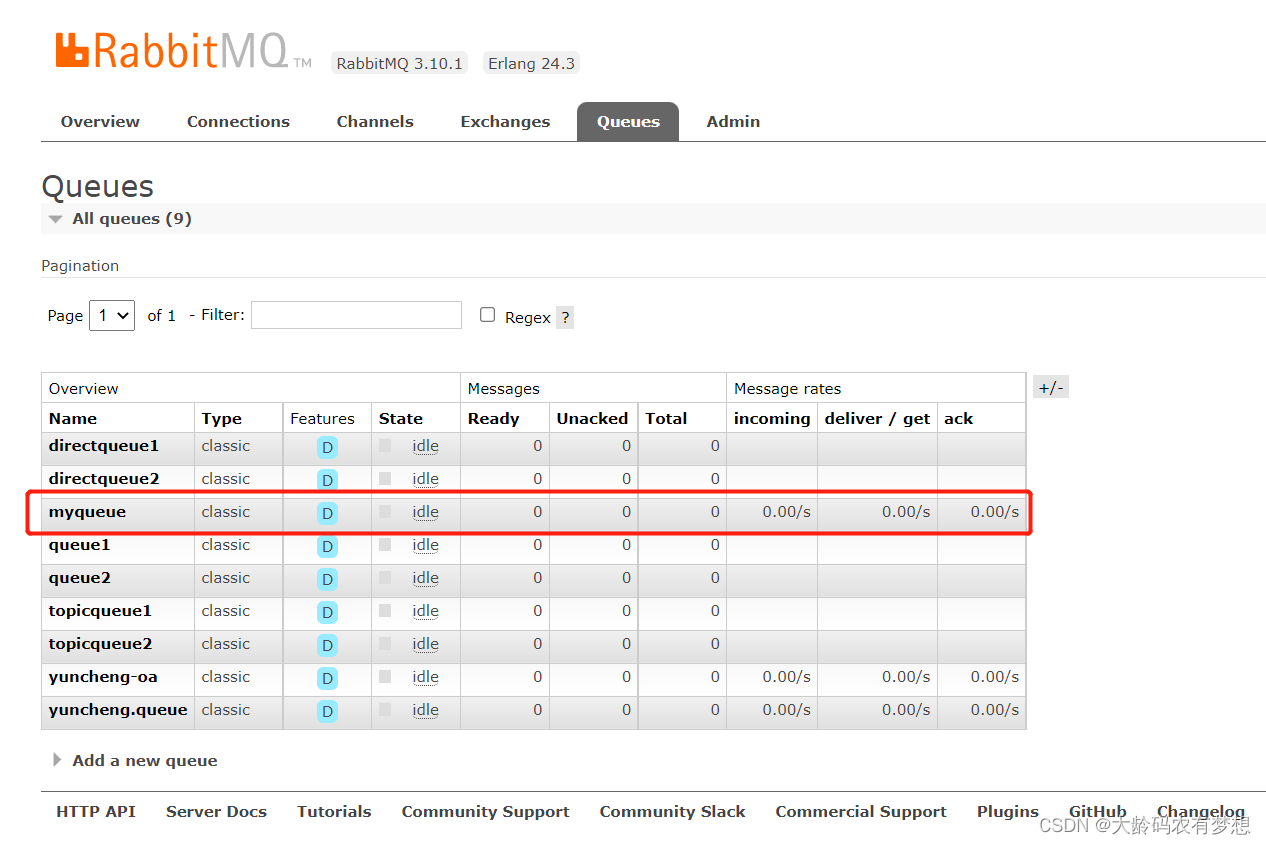 RabbitMQ TM RabbitMQ 3.10.1 Erlang 24.3
Overview Connections Channels Exchanges Queues Admin
Queues
All queues (9)
Pagination
Page 1 of 1 - Filter: Regex ?
Overview Messages Message rates +/-
Name Type Features State Ready Unacked Total incoming deliver / get ack
directqueue1 classic D idle 0 0 0
directqueue2 classic D idle 0 0 0
myqueue classic D idle 0 0 0 0.00/s 0.00/s 0.00/s
queue1 classic D idle 0 0 0
queue2 classic D idle 0 0 0
topicqueue1 classic D idle 0 0 0
topicqueue2 classic D idle 0 0 0
yuncheng-oa classic D idle 0 0 0 0.00/s 0.00/s 0.00/s
yuncheng.queue classic D idle 0 0 0 0.00/s 0.00/s 0.00/s
Add a new queue
HTTP API Server Docs Tutorials Community Support Community Slack Commercial Support Plugins GitHub Changelog
CSDN @大龄码农有梦想